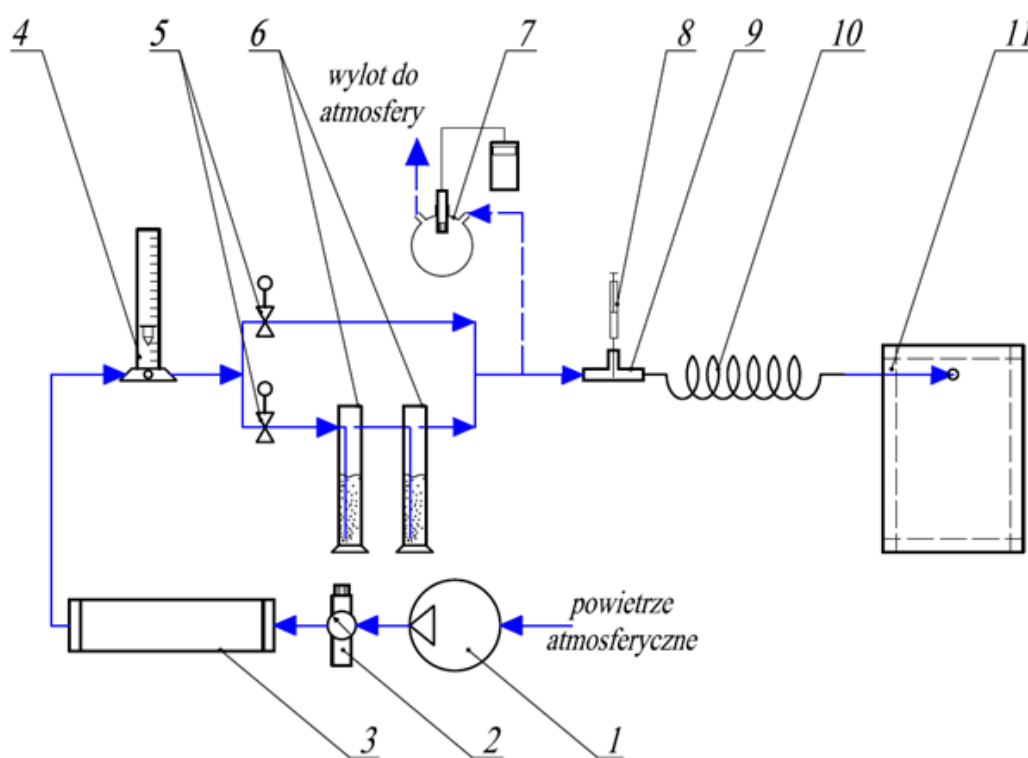 4 5 6 7 8 9 10 11
wylot do
atmosfery
powietrze
atmosferyczne
3 2 1